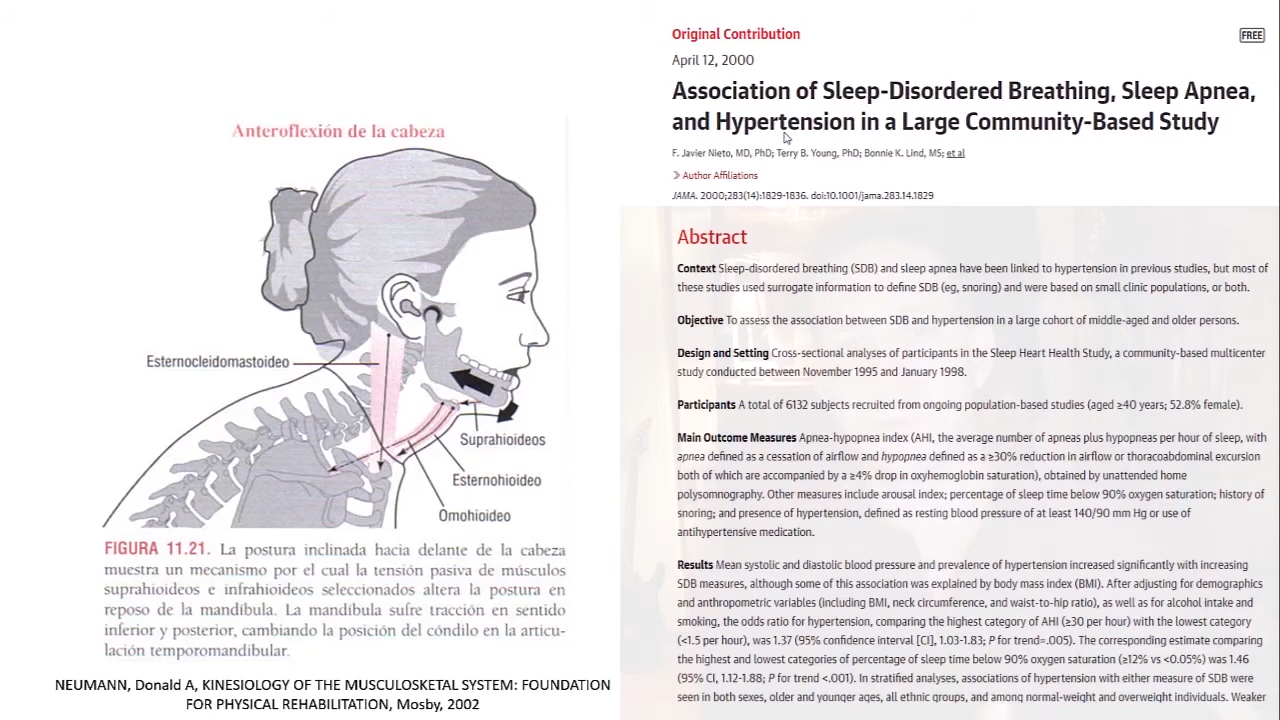 Anteroflexión de la cabeza
Esternocleidomastoideo
Suprahioideos
Esternohioideo
Omohioideo
FIGURA 11.21. La postura inclinada hacia delante de la cabeza
muestra un mecanismo por el cual la tensión pasiva de músculos
suprahioideos e infrahioideos seleccionados altera la postura en
reposo de la mandíbula. La mandíbula sufre tracción en sentido
inferior y posterior, cambiando la posición del cóndilo en la articu-
lación temporomandibular.
NEUMANN, Donald A, KINESIOLOGY OF THE MUSCULOSKETAL SYSTEM: FOUNDATION
FOR PHYSICAL REHABILITATION, Mosby, 2002
Original Contribution
FREE
April 12, 2000
Association of Sleep-Disordered Breathing, Sleep Apnea,
and Hypertension in a Large Community-Based Study
F. Javier Nieto, MD, PhD; Terry B. Young, PhD; Bonnie K. Lind, MS; et al
Author Affiliations
JAMA. 2000;283(14):1829-1836. doi:10.1001/jama.283.14.1829
Abstract
Context Sleep-disordered breathing (SDB) and sleep apnea have been linked to hypertension in previous studies, but most of
these studies used surrogate information to define SDB (eg, snoring) and were based on small clinic populations, or both.
Objective To assess the association between SDB and hypertension in a large cohort of middle-aged and older persons.
Design and Setting Cross-sectional analyses of participants in the Sleep Heart Health Study, a community-based multicenter
study conducted between November 1995 and January 1998.
Participants A total of 6132 subjects recruited from ongoing population-based studies (aged ≥40 years; 52.8% female).
Main Outcome Measures Apnea-hypopnea index (AHI, the average number of apneas plus hypopneas per hour of sleep, with
apnea defined as a cessation of airflow and hypopnea defined as a ≥30% reduction in airflow or thoracoabdominal excursion
both of which are accompanied by a ≥4% drop in oxyhemoglobin saturation), obtained by unattended home
polysomnography. Other measures include arousal index; percentage of sleep time below 90% oxygen saturation; history of
snoring; and presence of hypertension, defined as resting blood pressure of at least 140/90 mm Hg or use of
antihypertensive medication.
Results Mean systolic and diastolic blood pressure and prevalence of hypertension increased significantly with increasing
SDB measures, although some of this association was explained by body mass index (BMI). After adjusting for demographics
and anthropometric variables (including BMI, neck circumference, and waist-to-hip ratio), as well as for alcohol intake and
smoking, the odds ratio for hypertension, comparing the highest category of AHI (≥30 per hour) with the lowest category
(<1.5 per hour), was 1.37 (95% confidence interval [CI], 1.03-1.83; P for trend=.005). The corresponding estimate comparing
the highest and lowest categories of percentage of sleep time below 90% oxygen saturation (≥12% vs <0.05%) was 1.46
(95% CI, 1.12-1.88; P for trend <.001). In stratified analyses, associations of hypertension with either measure of SDB were
seen in both sexes, older and younger ages, all ethnic groups, and among normal-weight and overweight individuals. Weaker